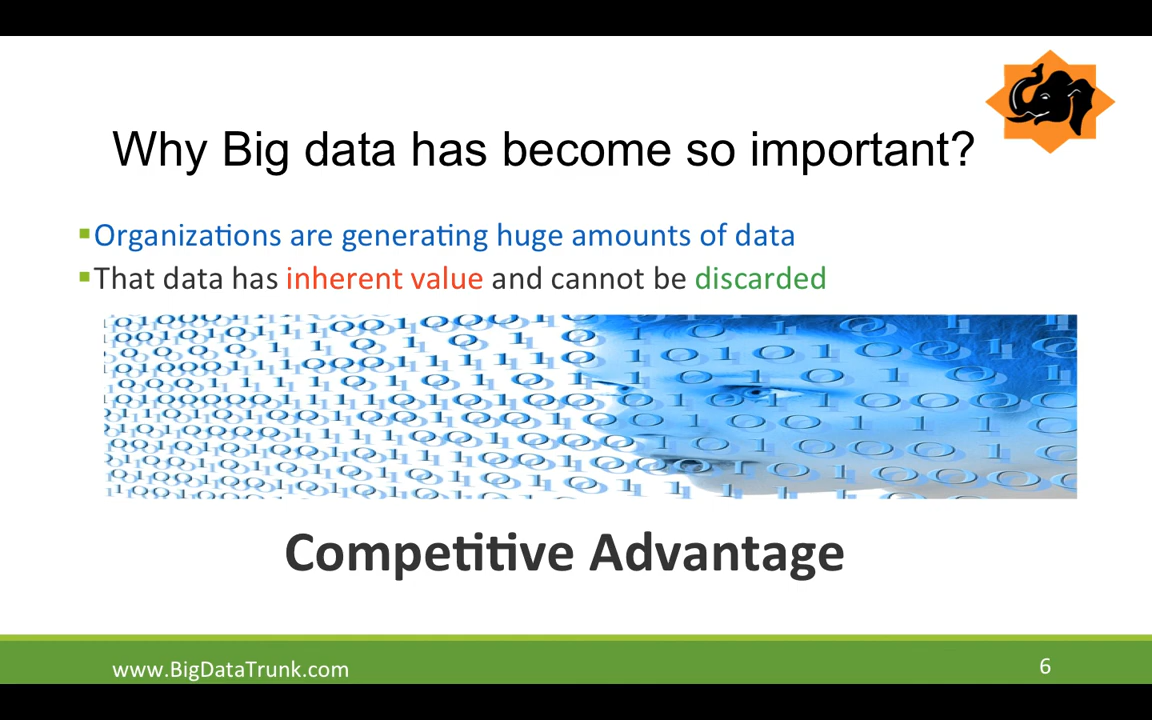 Why Big data has become so important?
Organizations are generating huge amounts of data
That data has inherent value and cannot be discarded
Competitive Advantage
www.BigDataTrunk.com
6